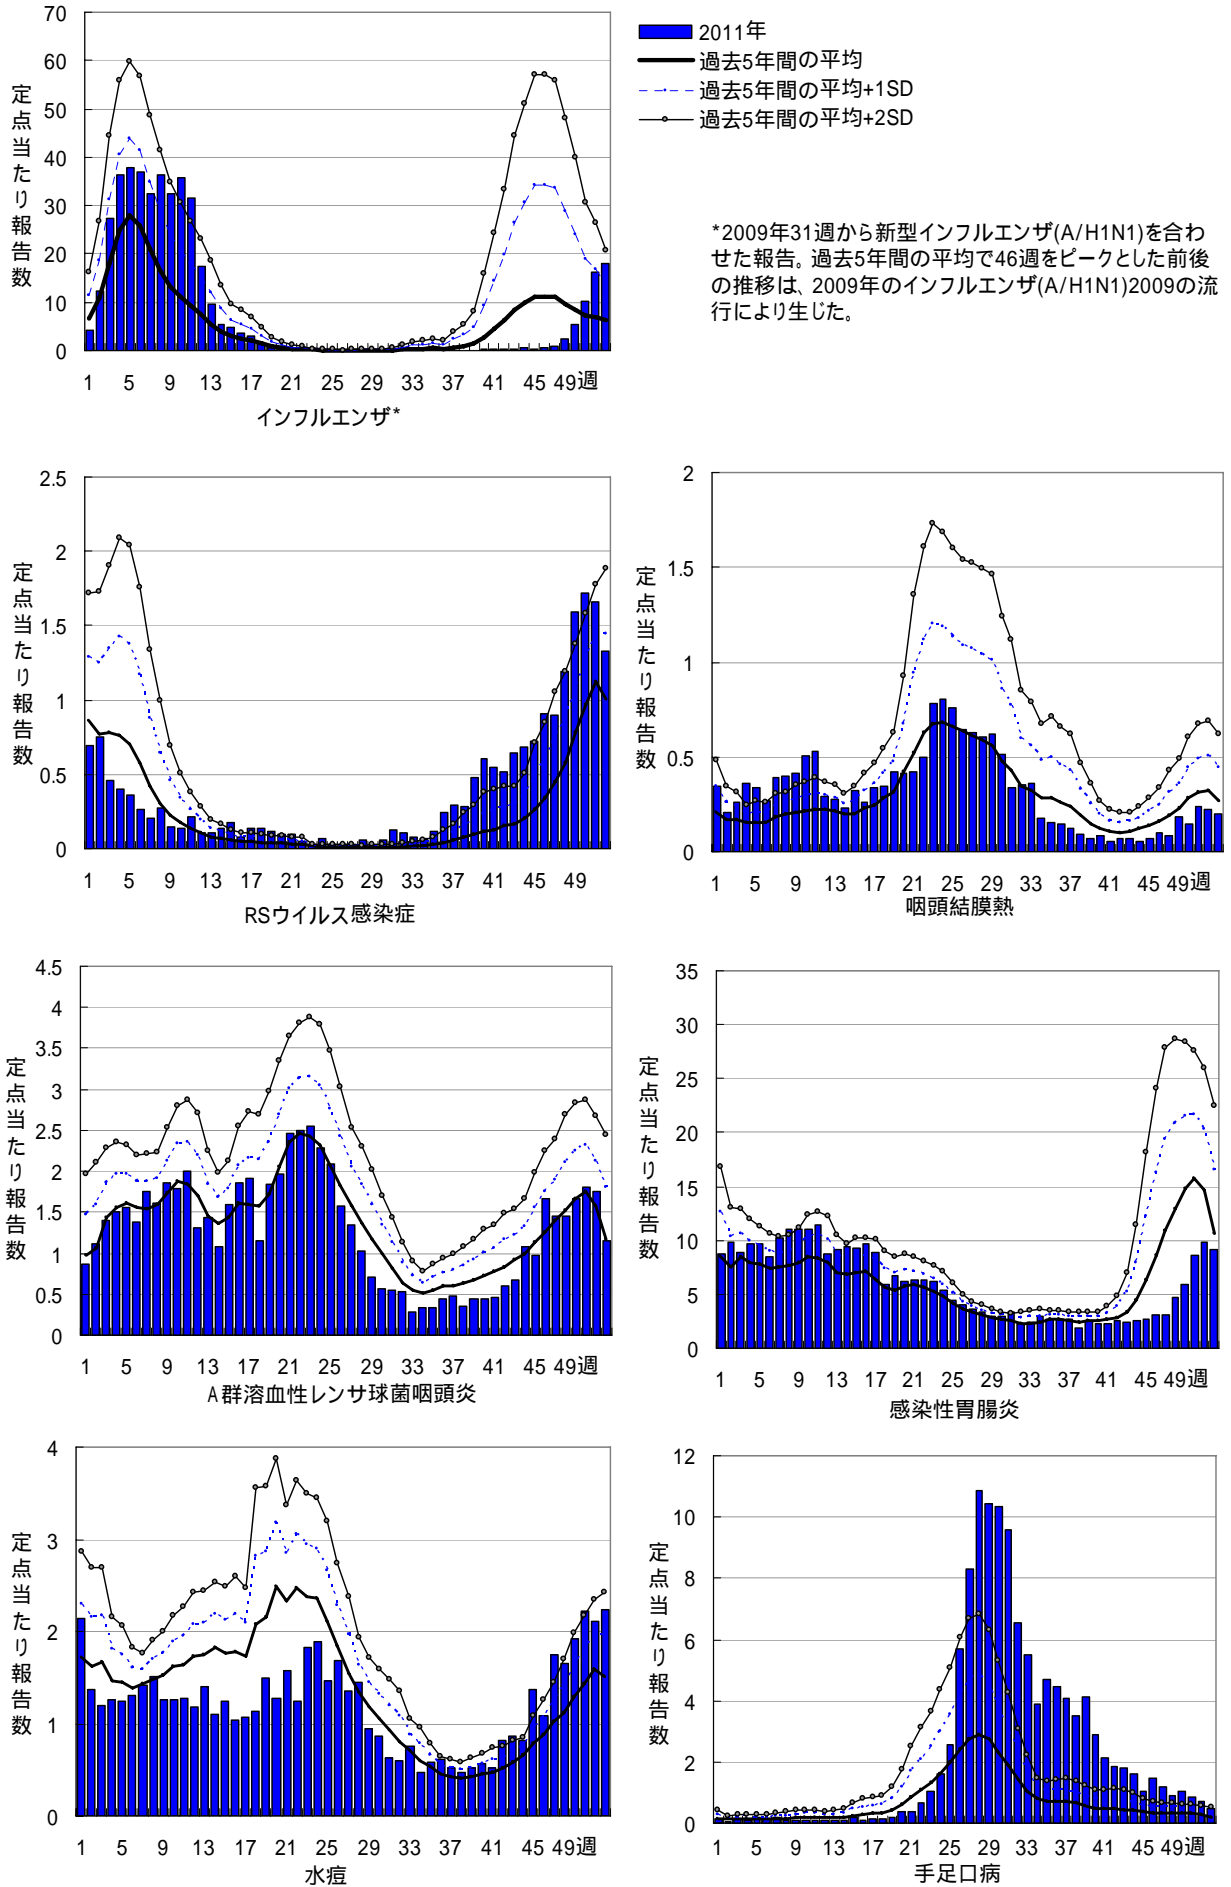 2011年
過去5年間の平均
過去5年間の平均+1SD
過去5年間の平均+2SD
*2009年31週から新型インフルエンザ(A/H1N1)を合わ
せた報告。過去5年間の平均で46週をピークとした前後
の推移は、2009年のインフルエンザ(A/H1N1)2009の流
行により生じた。
定点当たり報告数
70
60
50
40
30
20
10
0
1 5 9 13 17 21 25 29 33 37 41 45 49週
インフルエンザ*
定点当たり報告数
2.5
2
1.5
1
0.5
0
1 5 9 13 17 21 25 29 33 37 41 45 49
RSウイルス感染症
定点当たり報告数
2
1.5
1
0.5
0
1 5 9 13 17 21 25 29 33 37 41 45 49週
咽頭結膜熱
定点当たり報告数
4.5
4
3.5
3
2.5
2
1.5
1
0.5
0
1 5 9 13 17 21 25 29 33 37 41 45 49週
A群溶血性レンサ球菌咽頭炎
定点当たり報告数
35
30
25
20
15
10
5
0
1 5 9 13 17 21 25 29 33 37 41 45 49週
感染性胃腸炎
定点当たり報告数
4
3
2
1
0
1 5 9 13 17 21 25 29 33 37 41 45 49週
水痘
定点当たり報告数
12
10
8
6
4
2
0
1 5 9 13 17 21 25 29 33 37 41 45 49週
手足口病